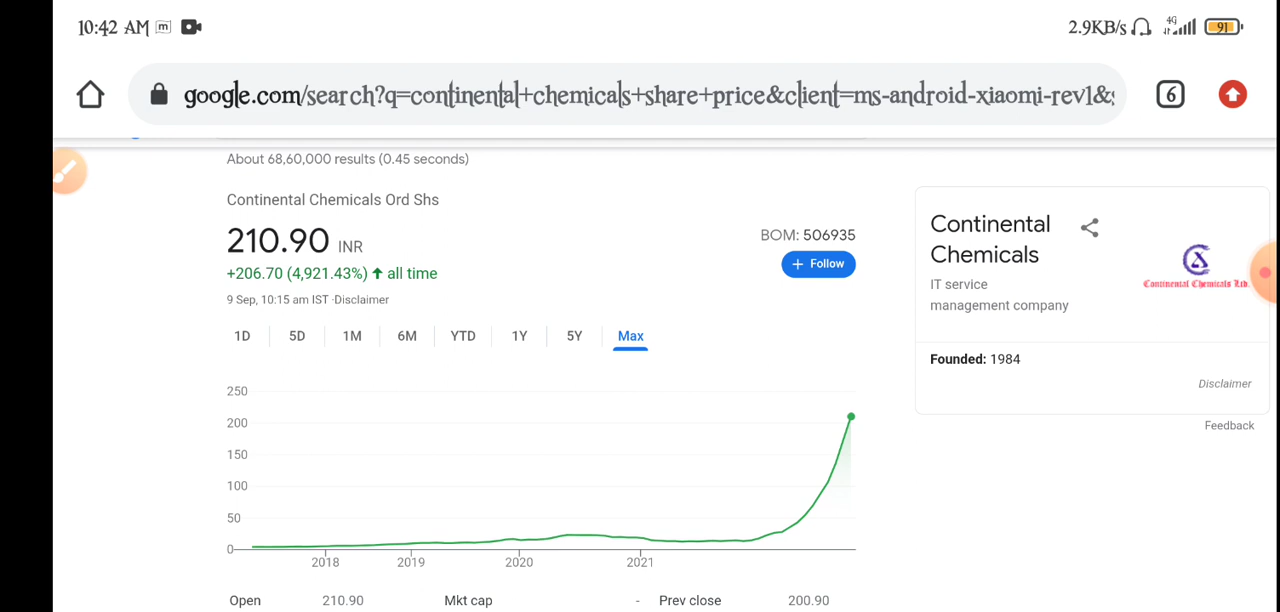 10:42 AM m
2.9KB/s 4G 91
google.com/search?q=continental+chemicals+share+price&client=ms-android-xiaomi-rev1&s
6
About 68,60,000 results (0.45 seconds)
Continental Chemicals Ord Shs
210.90 INR
BOM: 506935
+ Follow
+206.70 (4,921.43%) ↑ all time
9 Sep, 10:15 am IST ·Disclaimer
1D 5D 1M 6M YTD 1Y 5Y Max
250
200
150
100
50
0
2018 2019 2020 2021
Open 210.90 Mkt cap - Prev close 200.90
Continental
Chemicals
Continental Chemicals Ltd.
IT service
management company
Founded: 1984
Disclaimer
Feedback